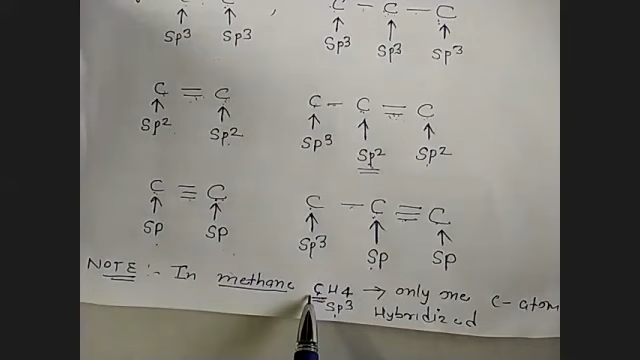 C - C , C - C - C
Sp3 Sp3 Sp3 Sp3 Sp3
C = C C - C = C
Sp2 Sp2 Sp3 Sp2 Sp2
C ≡ C C - C ≡ C
Sp Sp Sp3 Sp Sp
NOTE :- In methane CH4 → only one C-atom
Sp3 Hybridized